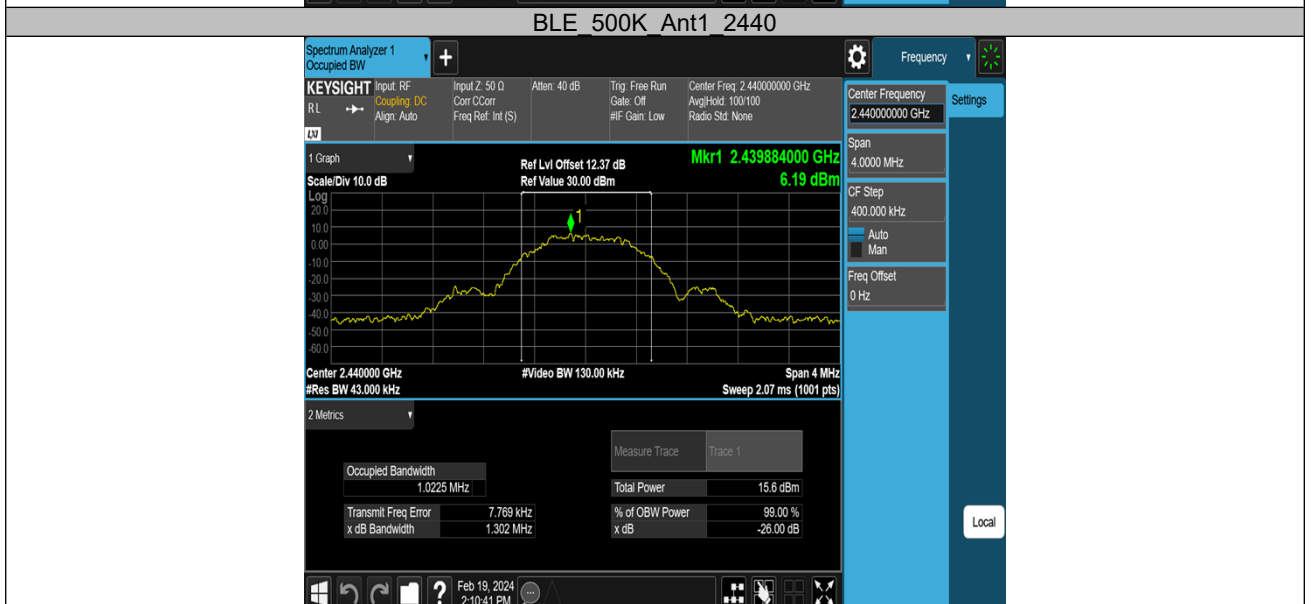 BLE_500K_Ant1_2440
Spectrum Analyzer 1
Occupied BW
+
Frequency
KEYSIGHT
Input: RF
Input Z: 50 Ω
Atten: 40 dB
Trig: Free Run
Center Freq: 2.440000000 GHz
RL
Coupling: DC
Corr CCorr
Gate: Off
Avg|Hold: 100/100
Align: Auto
Freq Ref: Int (S)
#IF Gain: Low
Radio Std: None
LXI
Center Frequency
2.440000000 GHz
Settings
Span
4.0000 MHz
CF Step
400.000 kHz
Auto
Man
Freq Offset
0 Hz
Local
1 Graph
Ref Lvl Offset 12.37 dB
Mkr1 2.439884000 GHz
Scale/Div 10.0 dB
Ref Value 30.00 dBm
6.19 dBm
Log
20.0
10.0
0.00
-10.0
-20.0
-30.0
-40.0
-50.0
-60.0
1
Center 2.440000 GHz
#Video BW 130.00 kHz
Span 4 MHz
#Res BW 43.000 kHz
Sweep 2.07 ms (1001 pts)
2 Metrics
Measure Trace
Trace 1
Occupied Bandwidth
1.0225 MHz
Total Power
15.6 dBm
Transmit Freq Error
7.769 kHz
% of OBW Power
99.00 %
x dB Bandwidth
1.302 MHz
x dB
-26.00 dB
?
Feb 19, 2024
2:10:41 PM